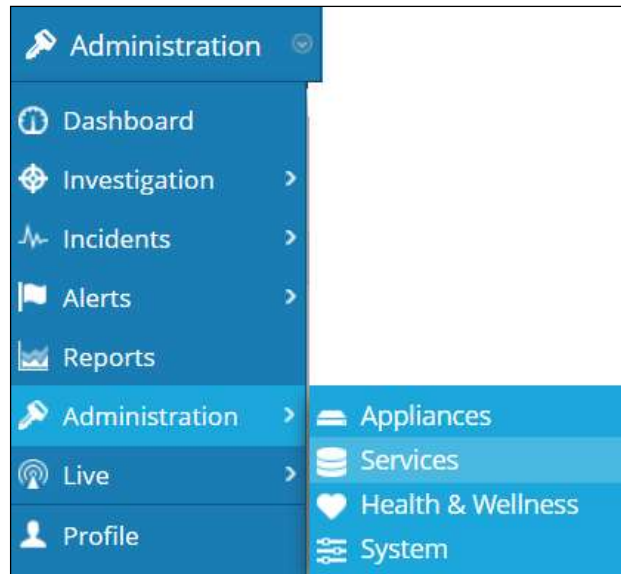 Administration
Dashboard
Investigation
Incidents
Alerts
Reports
Administration
Appliances
Services
Live
Health & Wellness
Profile
System